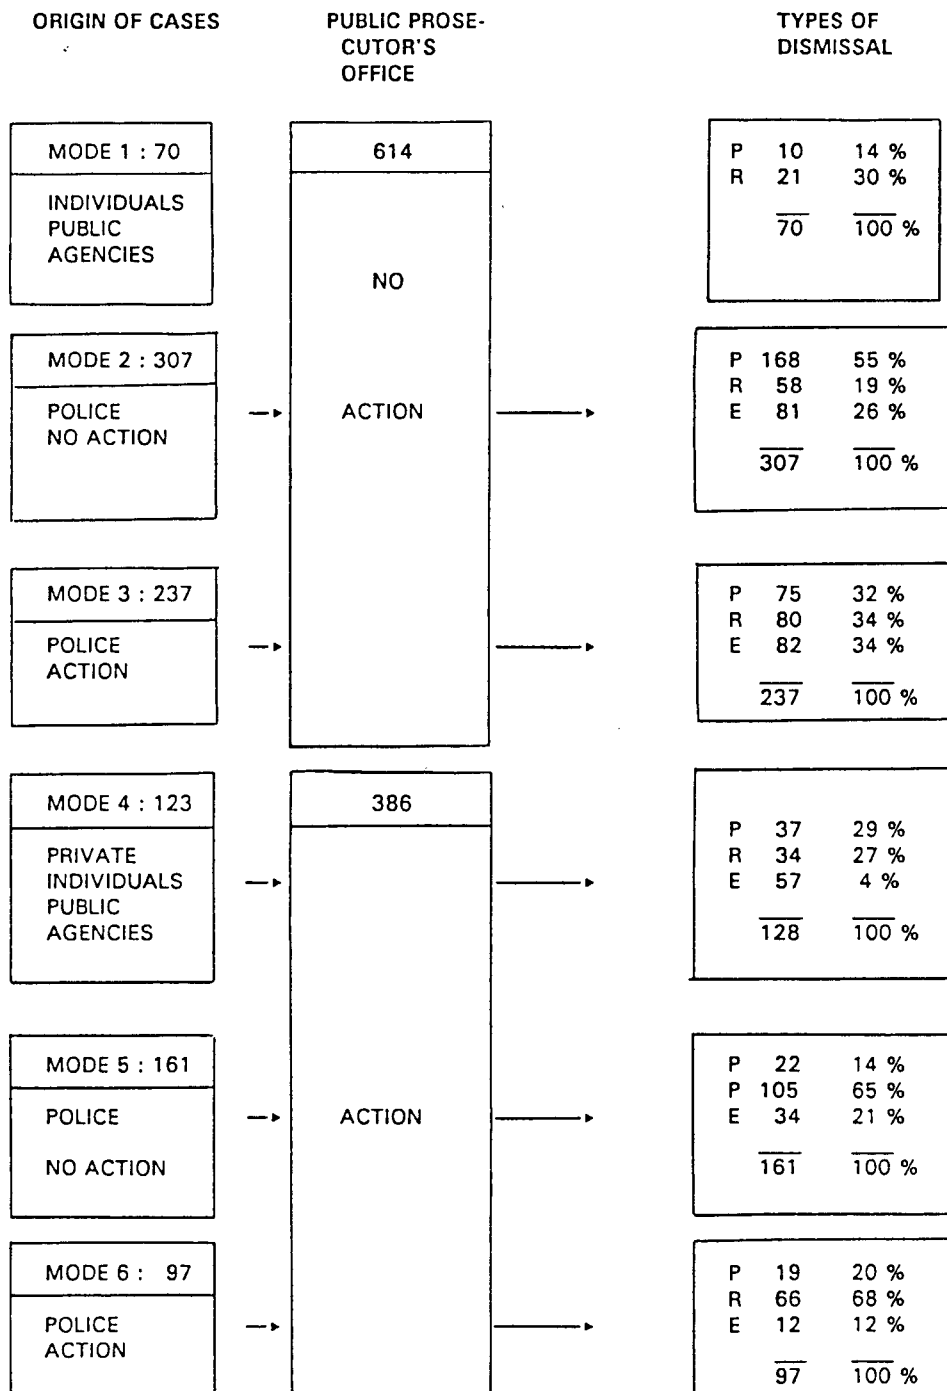 ORIGIN OF CASES
PUBLIC PROSE-
CUTOR'S
OFFICE
TYPES OF
DISMISSAL
MODE 1 : 70
INDIVIDUALS
PUBLIC
AGENCIES
614
NO
ACTION
P 10 14 %
R 21 30 %
70 100 %
MODE 2 : 307
POLICE
NO ACTION
P 168 55 %
R 58 19 %
E 81 26 %
307 100 %
MODE 3 : 237
POLICE
ACTION
P 75 32 %
R 80 34 %
E 82 34 %
237 100 %
MODE 4 : 123
PRIVATE
INDIVIDUALS
PUBLIC
AGENCIES
386
ACTION
P 37 29 %
R 34 27 %
E 57 4 %
128 100 %
MODE 5 : 161
POLICE
NO ACTION
P 22 14 %
P 105 65 %
E 34 21 %
161 100 %
MODE 6 : 97
POLICE
ACTION
P 19 20 %
R 66 68 %
E 12 12 %
97 100 %